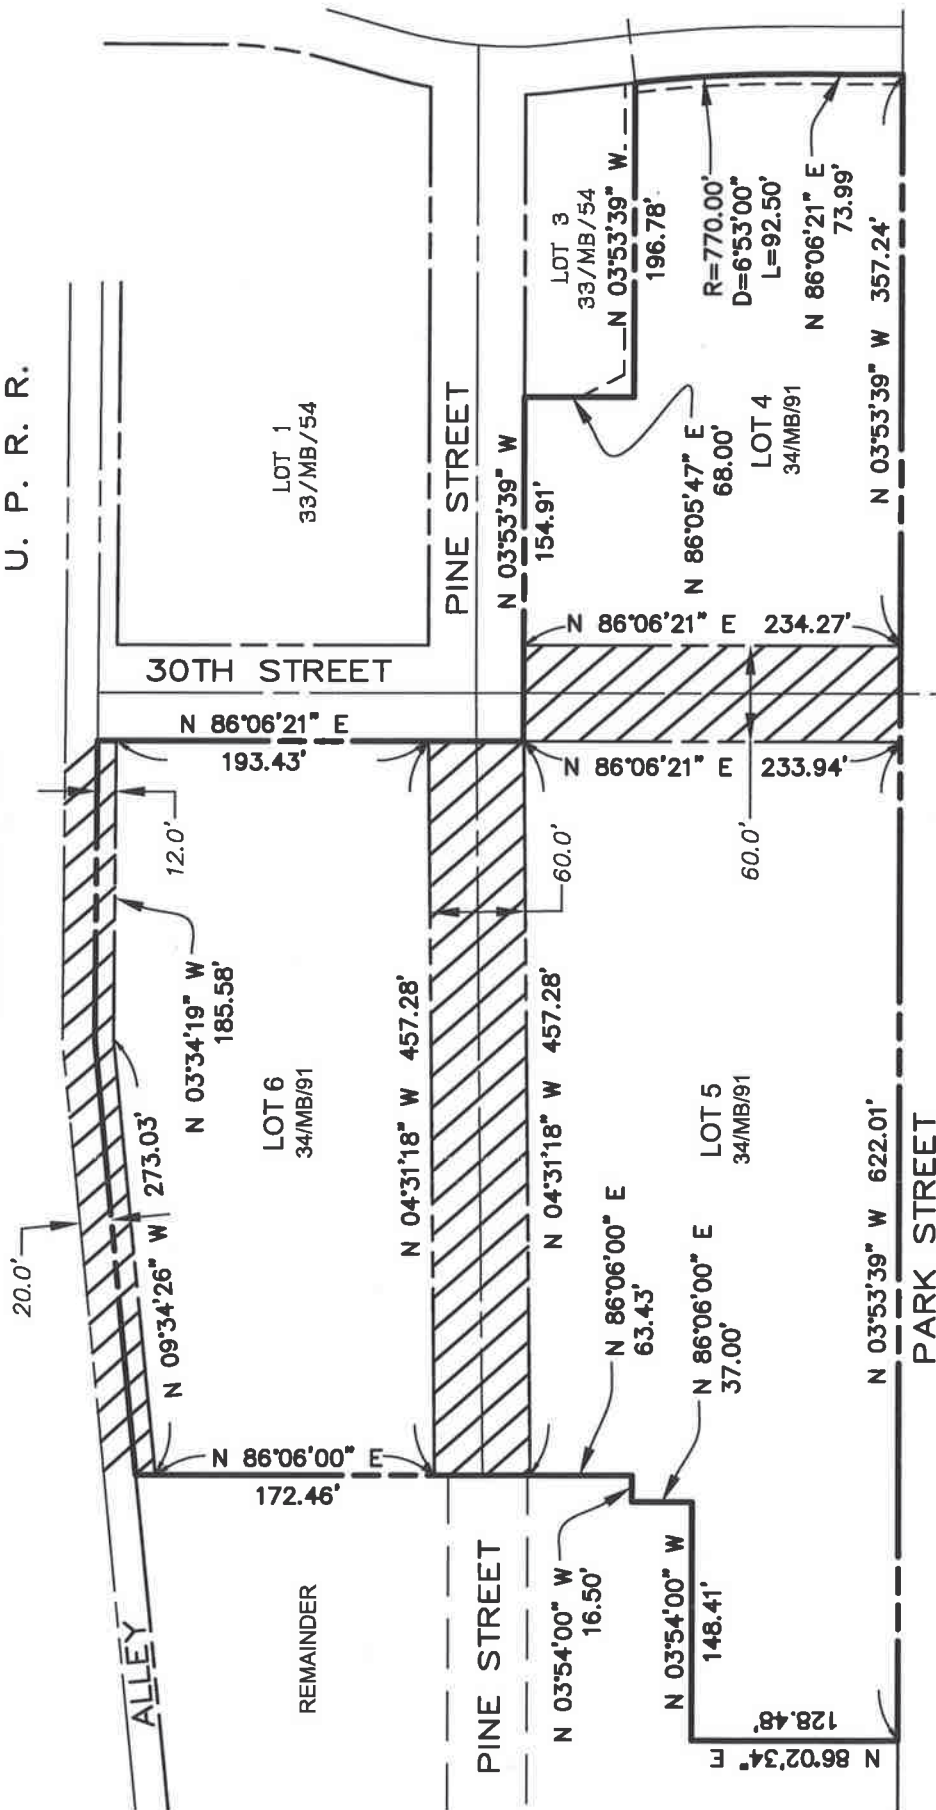 U. P. R. R.
LOT 1
33/MB/54
PINE STREET
30TH STREET
LOT 3
33/MB/54
N 03°53'39" W
196.78'
R=770.00'
D=6°53'00"
L=92.50'
N 86°06'21" E
73.99'
N 03°53'39" W
154.91'
N 86°05'47" E
68.00'
LOT 4
34/MB/91
N 03°53'39" W 357.24'
N 86°06'21" E 234.27'
N 86°06'21" E
193.43'
N 86°06'21" E 233.94'
12.0'
60.0'
60.0'
N 03°34'19" W
185.58'
LOT 6
34/MB/91
N 04°31'18" W 457.28'
N 04°31'18" W 457.28'
LOT 5
34/MB/91
20.0'
N 09°34'26" W 273.03'
N 86°06'00" E
63.43'
N 86°06'00" E
37.00'
N 03°53'39" W 622.01'
PARK STREET
N 86°06'00" E
172.46'
ALLEY
REMAINDER
PINE STREET
N 03°54'00" W
16.50'
N 03°54'00" W
148.41'
N 86°02'34" E
128.48'